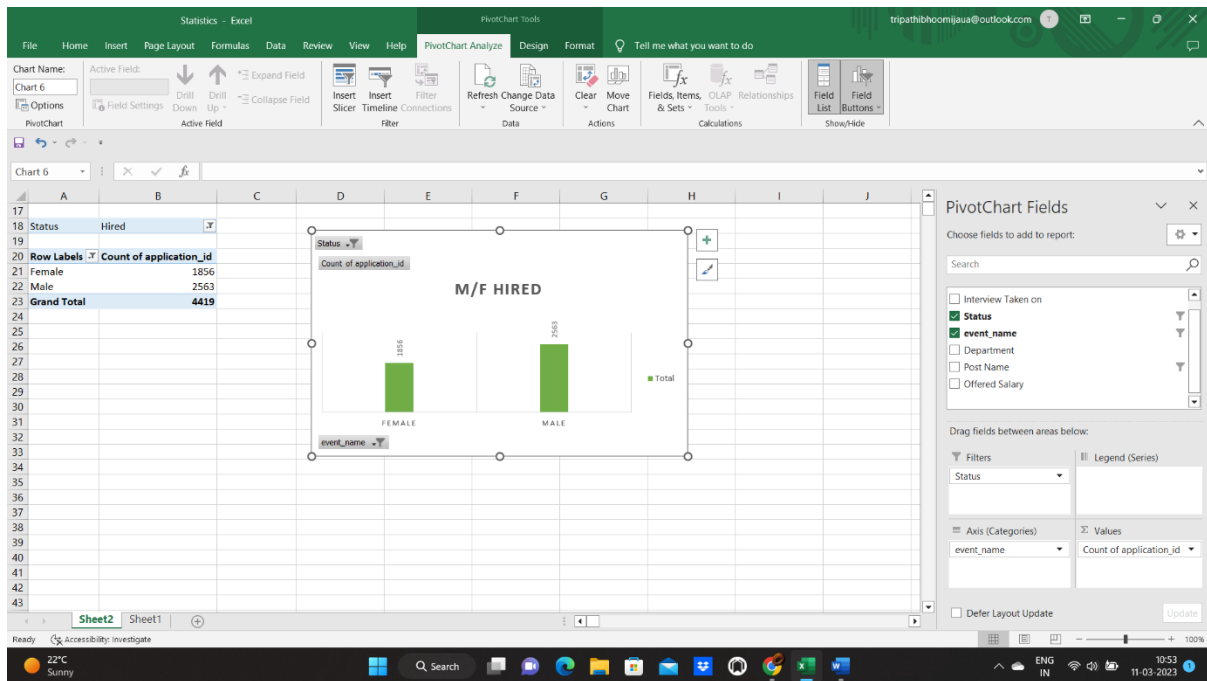 Statistics - Excel
PivotChart Tools
tripathibhoomijaua@outlook.com
T
File Home Insert Page Layout Formulas Data Review View Help PivotChart Analyze Design Format Tell me what you want to do
Chart Name:
Chart 6
Options
PivotChart
Active Field:
Field Settings
Drill Down
Drill Up
Expand Field
Collapse Field
Active Field
Insert Slicer
Insert Timeline
Filter Connections
Filter
Refresh
Change Data Source
Data
Clear
Move Chart
Actions
Fields, Items, & Sets
OLAP Tools
Relationships
Calculations
Field List
Field Buttons
Show/Hide
Chart 6
fx
A B C D E F G H I J
17
18 Status Hired
19
20 Row Labels Count of application_id
21 Female 1856
22 Male 2563
23 Grand Total 4419
24
25
26
27
28
29
30
31
32
33
34
35
36
37
38
39
40
41
42
43
Status
Count of application_id
M/F HIRED
1856
2563
Total
FEMALE MALE
event_name
PivotChart Fields
Choose fields to add to report:
Search
Interview Taken on
Status
event_name
Department
Post Name
Offered Salary
Drag fields between areas below:
Filters
Legend (Series)
Status
Axis (Categories)
Values
event_name
Count of application_id
Defer Layout Update
Update
Sheet2 Sheet1
Ready
Accessibility: Investigate
100%
22°C
Sunny
Search
ENG
IN
10:53
11-03-2023
1